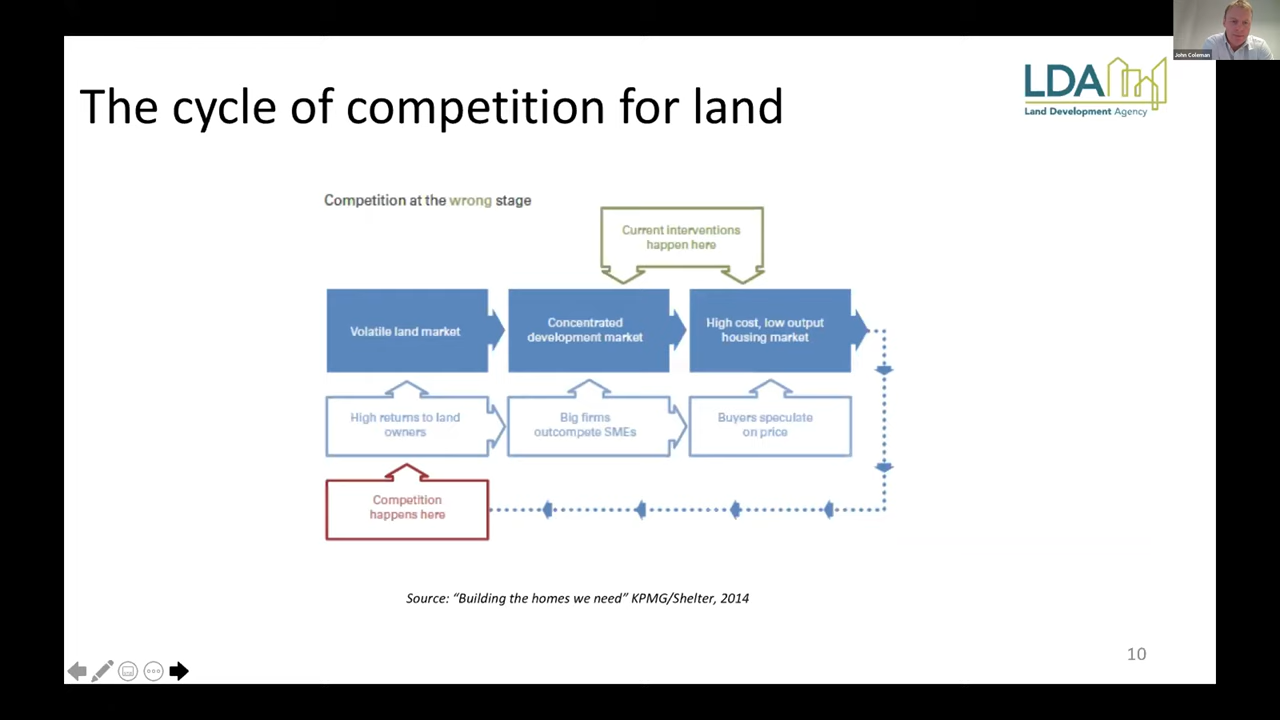 John Coleman
The cycle of competition for land
LDA
Land Development Agency
Competition at the wrong stage
Current interventions
happen here
Volatile land market
Concentrated
development market
High cost, low output
housing market
High returns to land
owners
Big firms
outcompete SMEs
Buyers speculate
on price
Competition
happens here
Source: “Building the homes we need” KPMG/Shelter, 2014
10